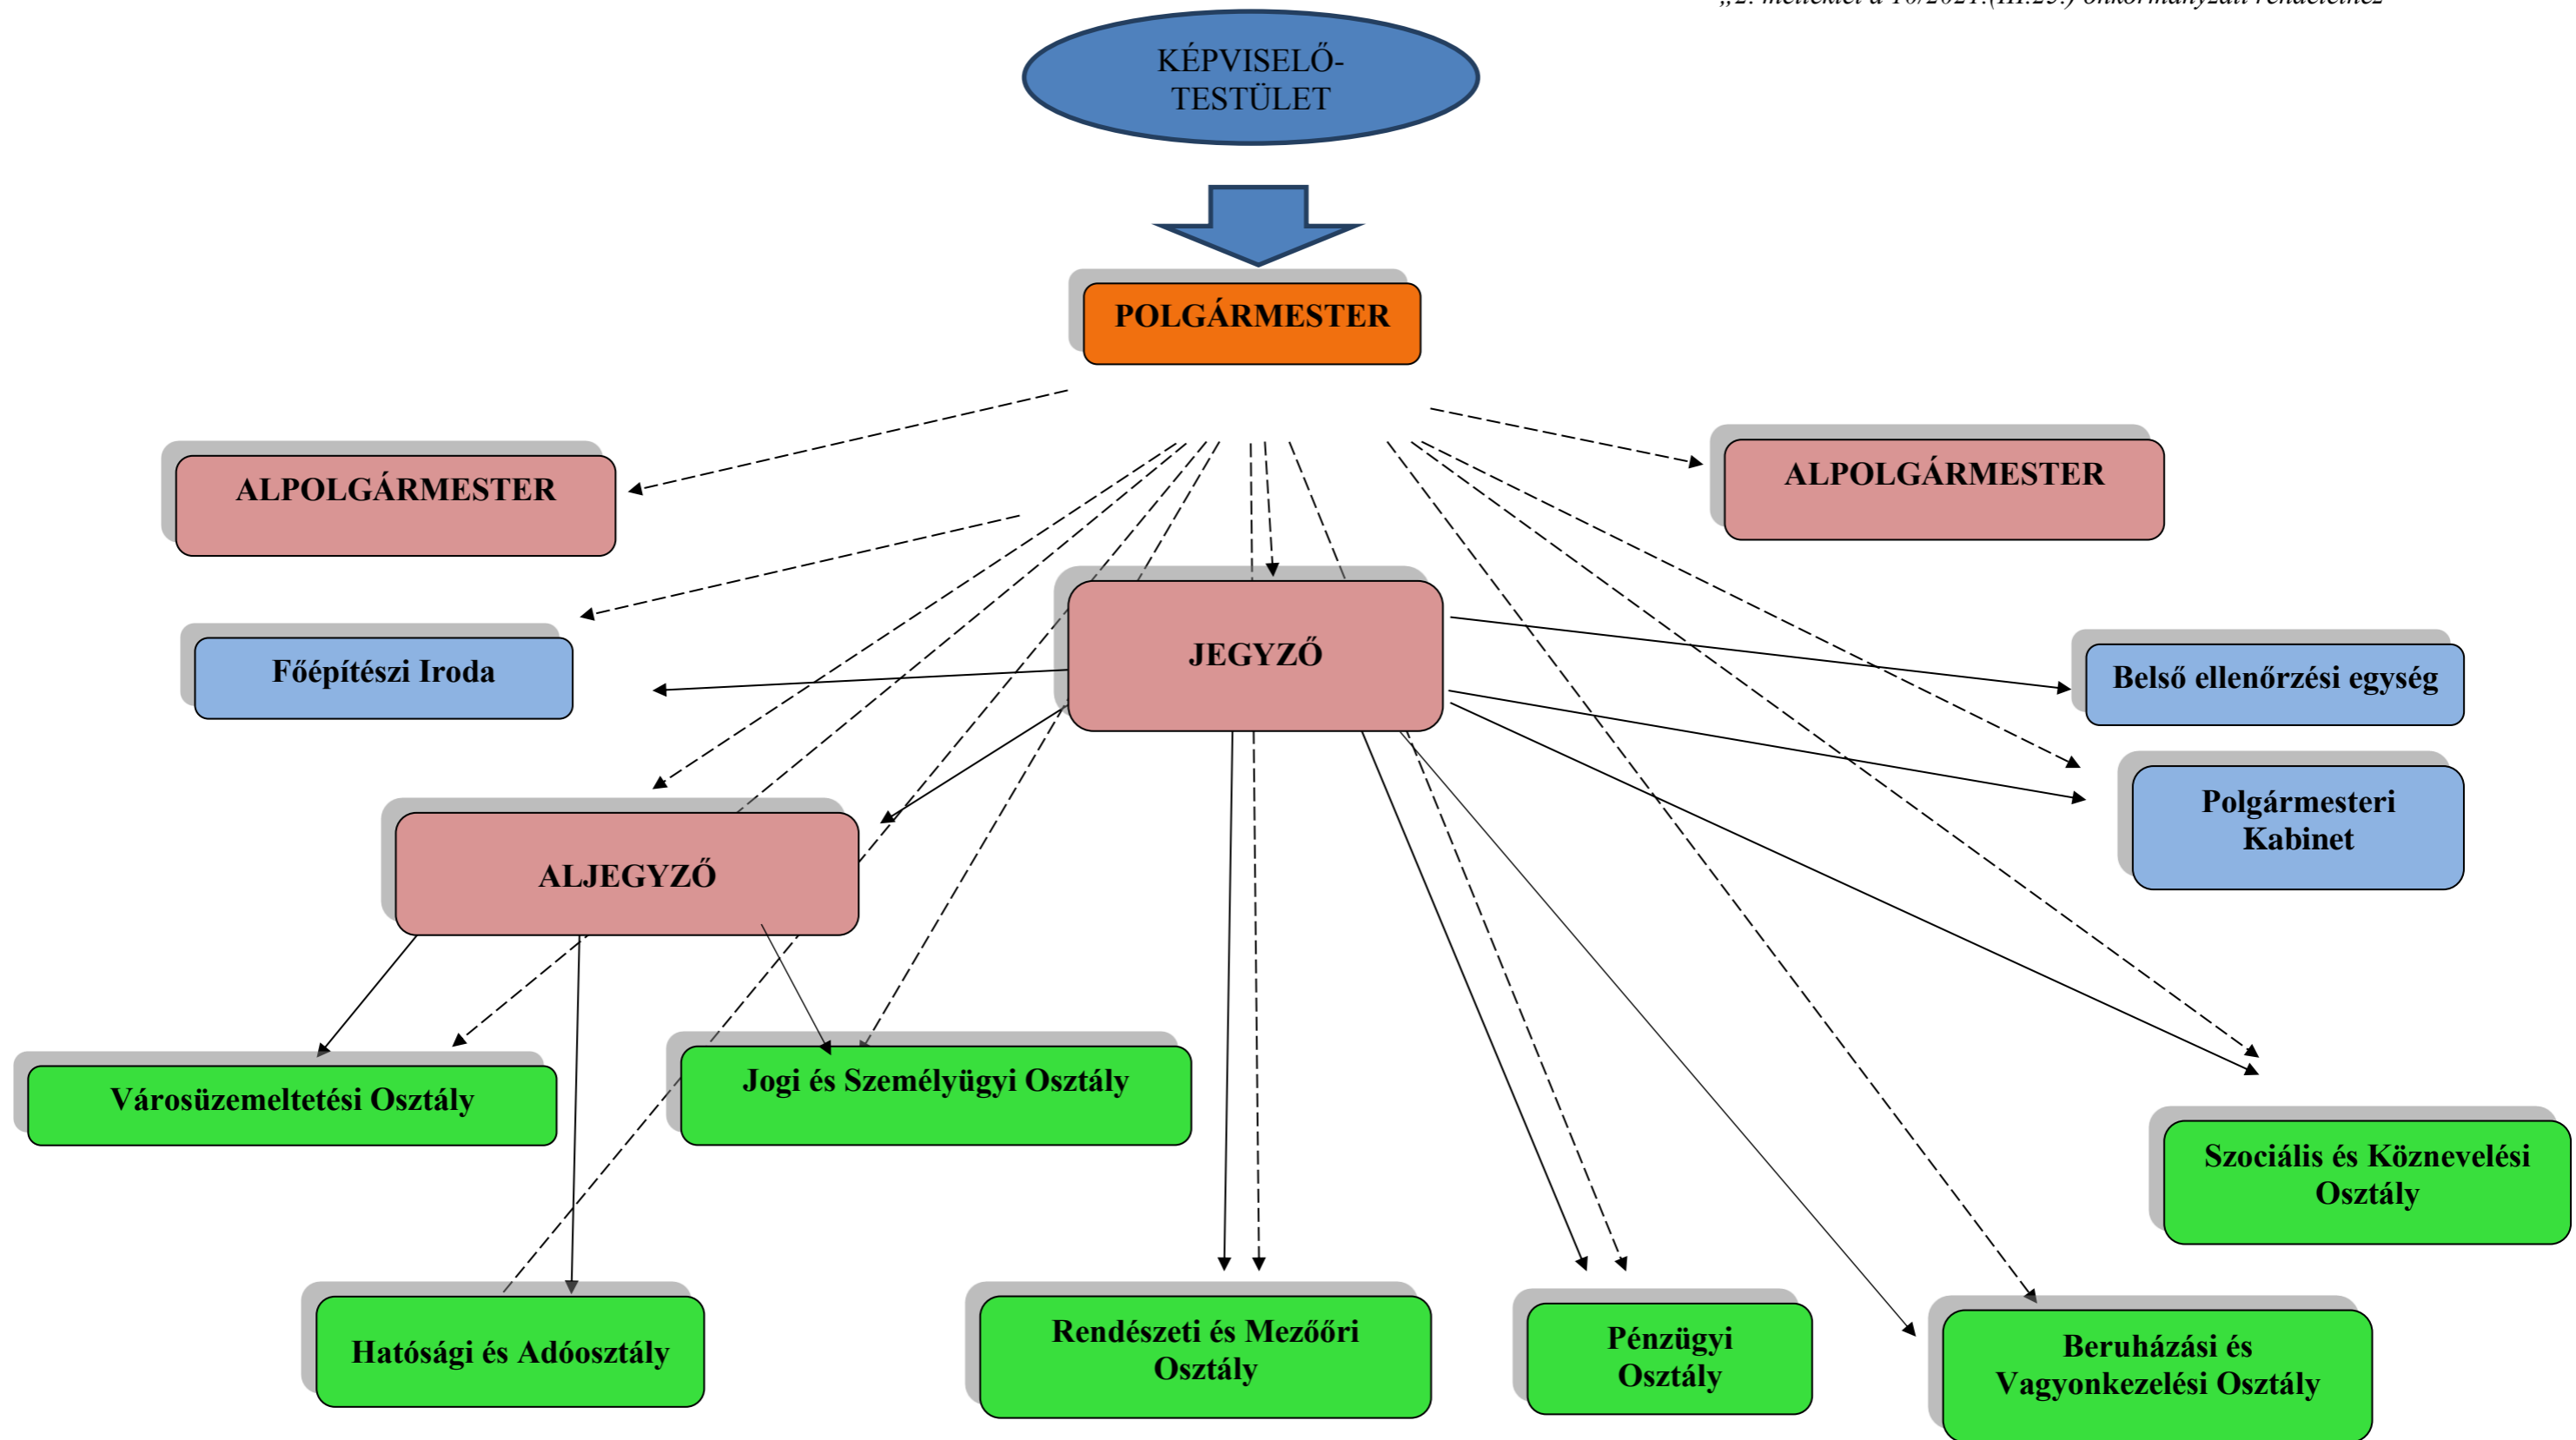 KÉPVISELŐ-
TESTÜLET
POLGÁRMESTER
ALPOLGÁRMESTER
ALPOLGÁRMESTER
JEGYZŐ
Főépítészi Iroda
Belső ellenőrzési egység
Polgármesteri
Kabinet
ALJEGYZŐ
Városüzemeltetési Osztály
Jogi és Személyügyi Osztály
Szociális és Köznevelési
Osztály
Hatósági és Adóosztály
Rendészeti és Mezőőri
Osztály
Pénzügyi
Osztály
Beruházási és
Vagyonkezelési Osztály